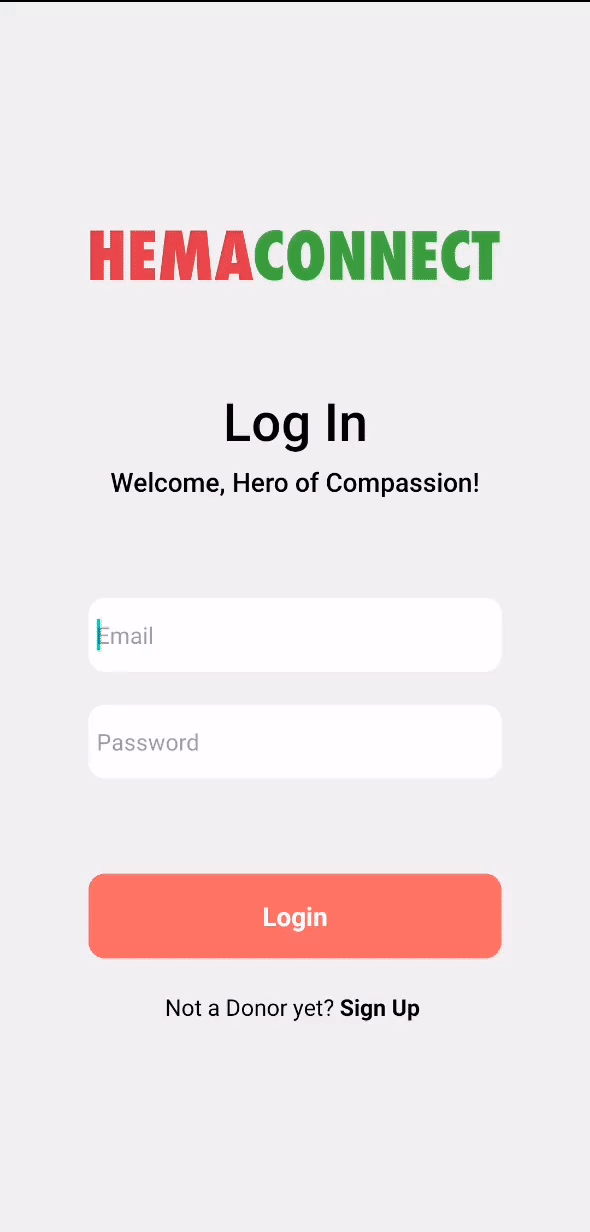 HEMACONNECT
Log In
Welcome, Hero of Compassion!
Email
Password
Login
Not a Donor yet? Sign Up